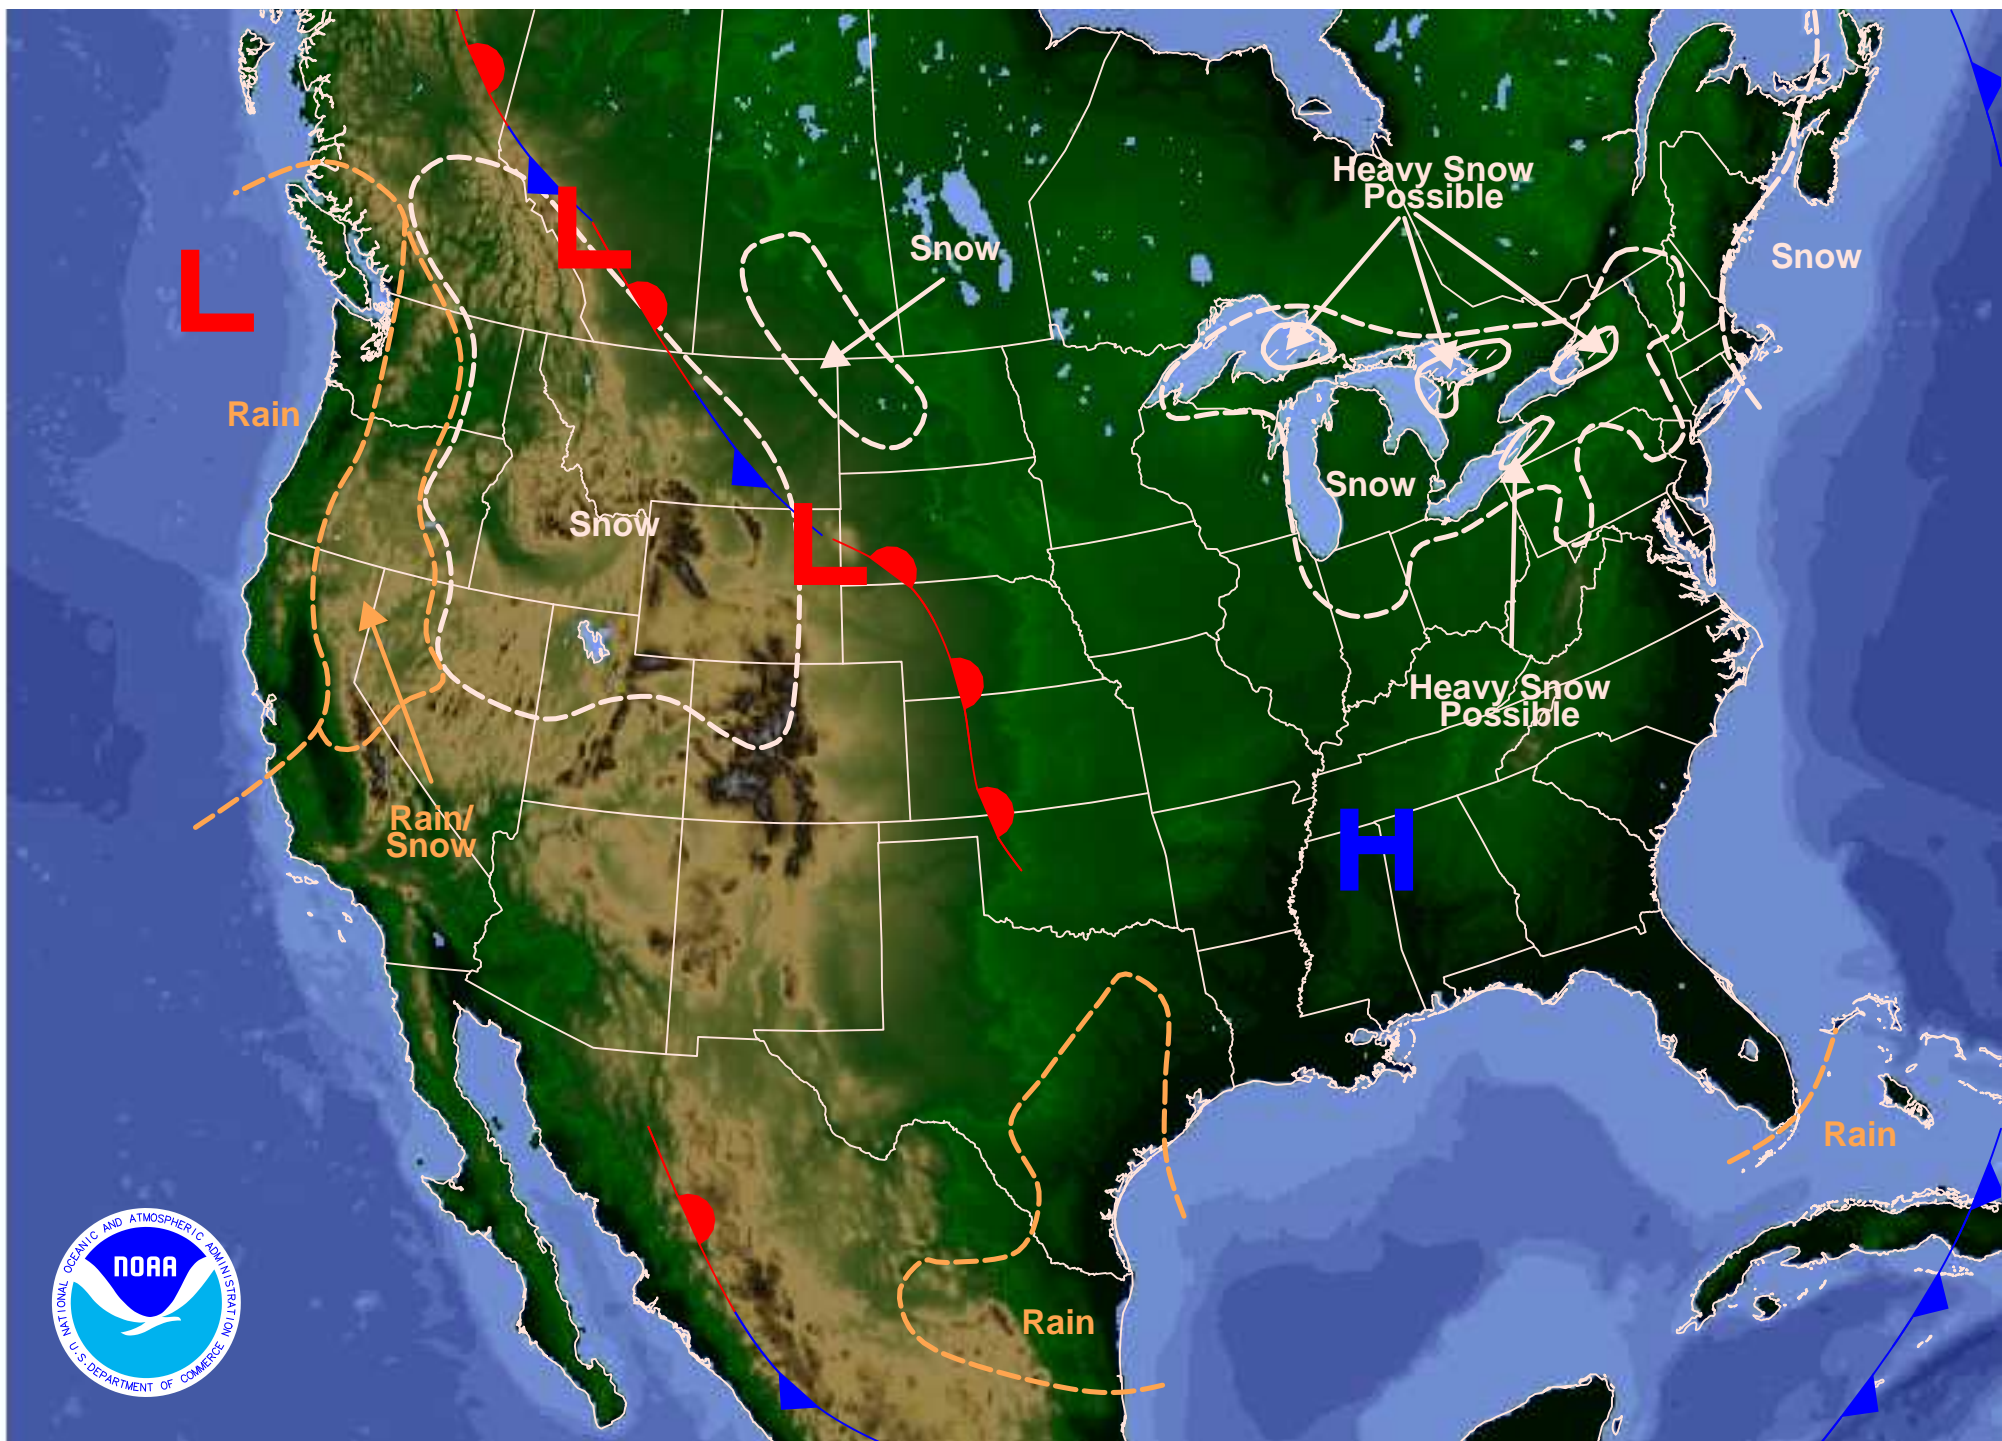 Heavy Snow
Possible
Snow
Snow
L
L
Rain
Snow
Snow
L
Heavy Snow
Possible
Rain/
Snow
H
Rain
Rain
NATIONAL OCEANIC AND ATMOSPHERIC ADMINISTRATION
NOAA
U.S. DEPARTMENT OF COMMERCE